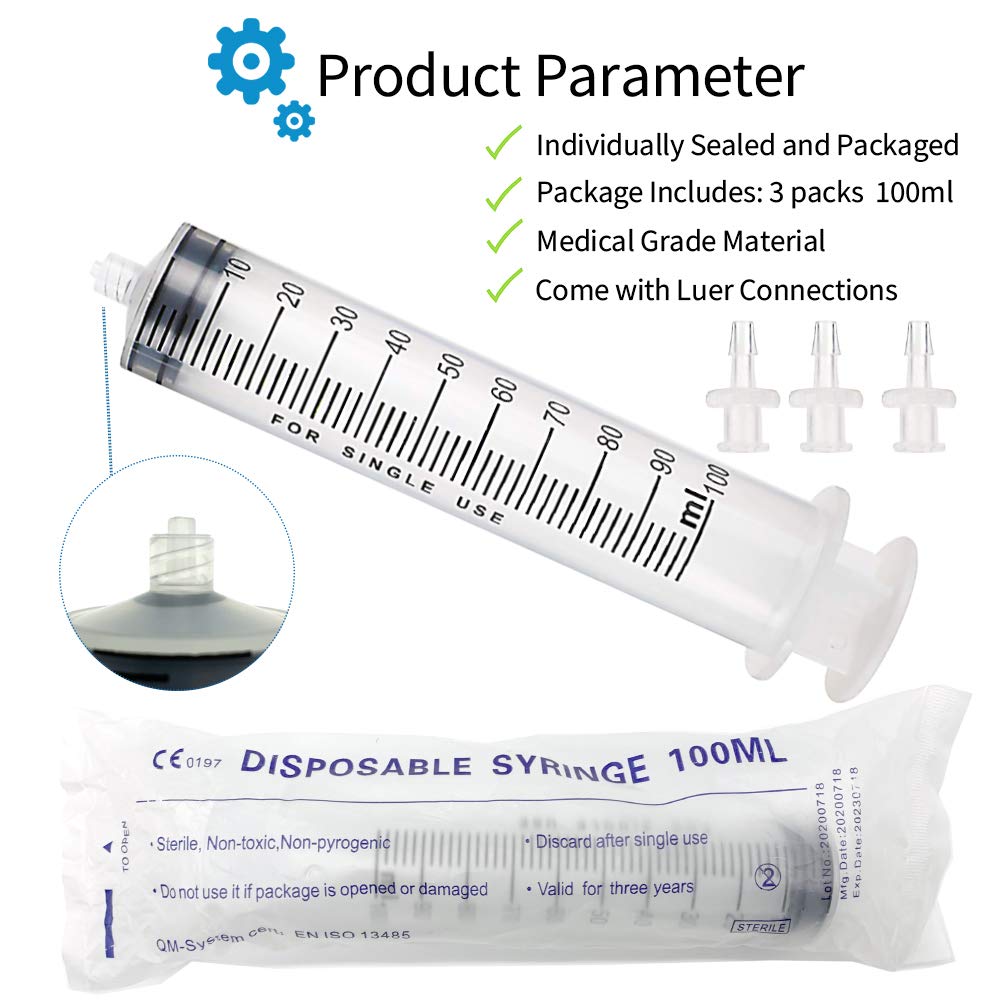 Product Parameter
Individually Sealed and Packaged
Package Includes: 3 packs 100ml
Medical Grade Material
Come with Luer Connections
10
20
30
40
50
60
70
80
90
100
ml
FOR SINGLE USE
CE 0197 DISPOSABLE SYRINGE 100ML
TO OPEN
·Sterile, Non-toxic,Non-pyrogenic
·Do not use it if package is opened or damaged
QM-System cert. EN ISO 13485
·Discard after single use
·Valid for three years
2
STERILE
Lot No.:20200718
Mfg.Date:20200718
Exp.Date:20230718